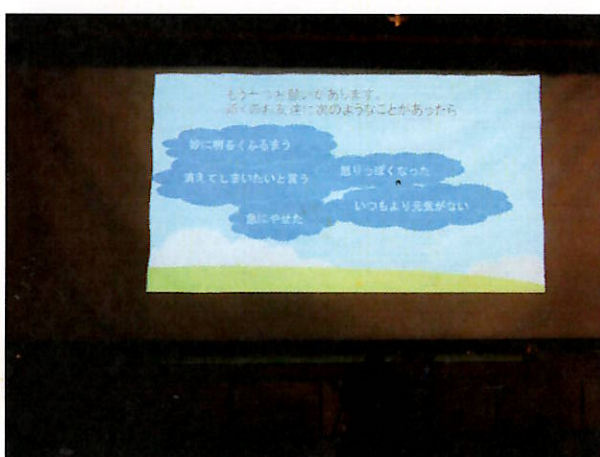 もう一つお願いがあります。
近くのお友達に次のようなことがあったら
妙に明るくふるまう
怒りっぽくなった
消えてしまいたいと言う
いつもより元気がない
急にやせた